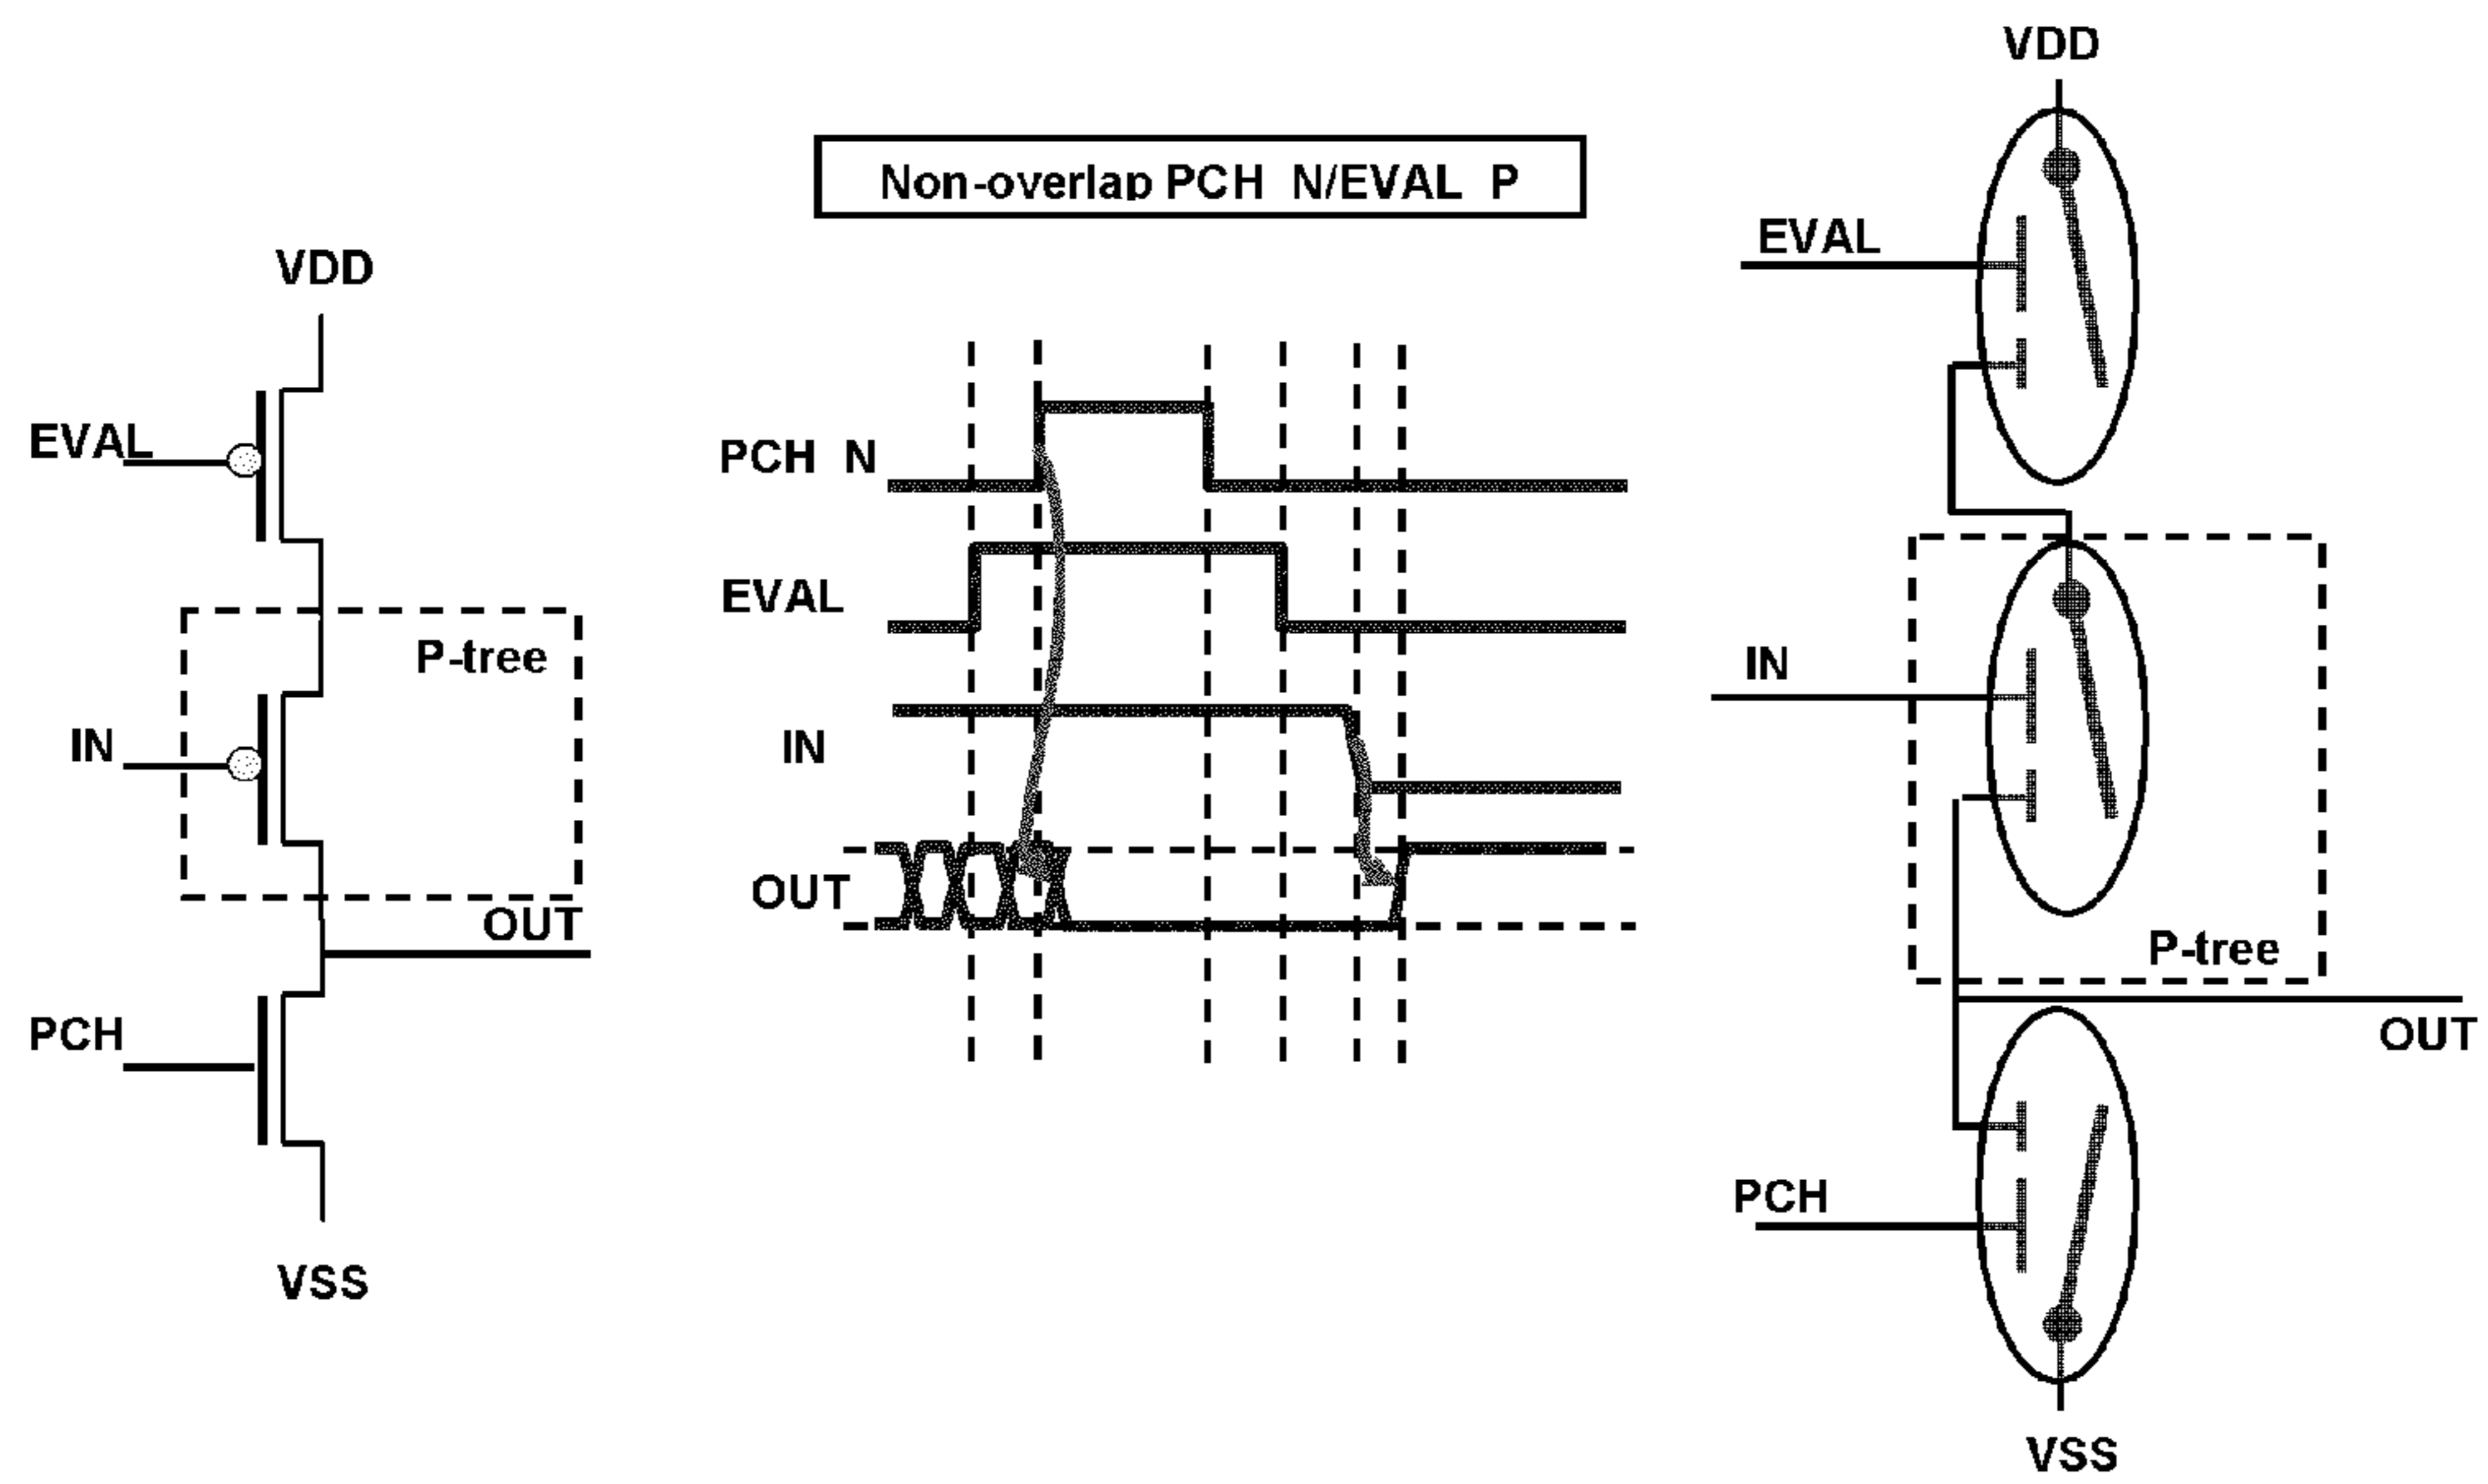 VDD
EVAL
P-tree
IN
OUT
PCH
VSS
Non-overlap PCH N/EVAL P
PCH N
EVAL
IN
OUT
VDD
EVAL
IN
P-tree
OUT
PCH
VSS